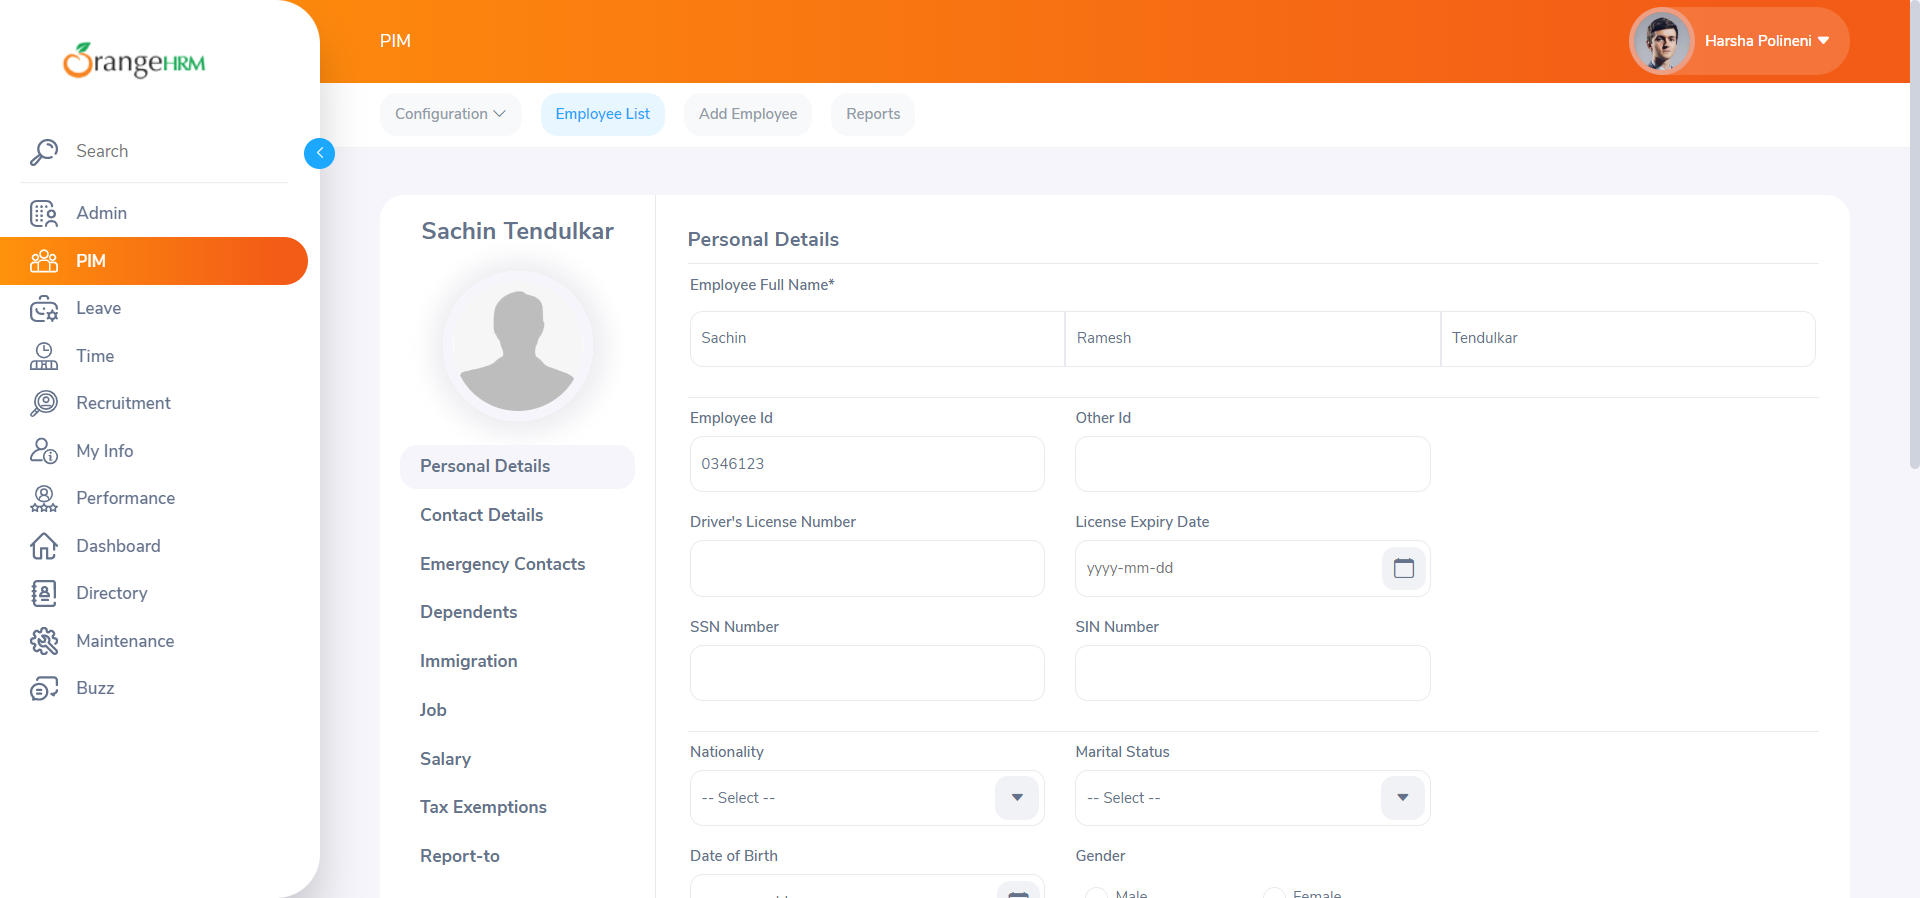 OrangeHRM
PIM
Harsha Polineni
Configuration
Employee List
Add Employee
Reports
Search
Admin
PIM
Leave
Time
Recruitment
My Info
Performance
Dashboard
Directory
Maintenance
Buzz
Sachin Tendulkar
Personal Details
Contact Details
Emergency Contacts
Dependents
Immigration
Job
Salary
Tax Exemptions
Report-to
Personal Details
Employee Full Name*
Sachin
Ramesh
Tendulkar
Employee Id
Other Id
0346123
Driver's License Number
License Expiry Date
yyyy-mm-dd
SSN Number
SIN Number
Nationality
Marital Status
-- Select --
-- Select --
Date of Birth
Gender
Male
Female